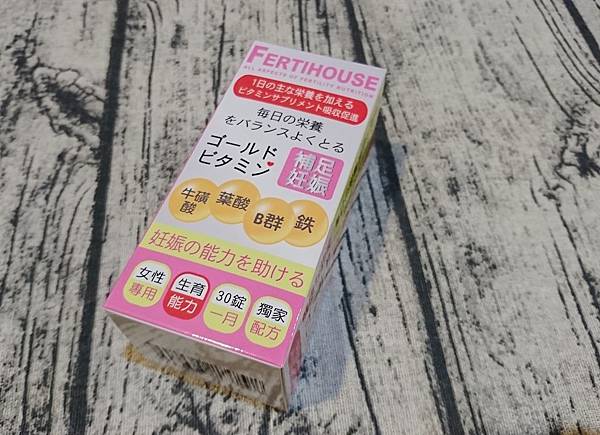 FERTIHOUSE
ALL ASPECTS OF FERTILITY NUTRITION
1日の主な栄養を加える
ビタミンサプリメント吸収促進
毎日の栄養
をバランスよくとる
ゴールド
ビタミン
補足
妊娠
牛磺
酸
葉酸
B群
鉄
妊娠の能力を助ける
女性
專用
生育
能力
30錠
一月
獨家
配方